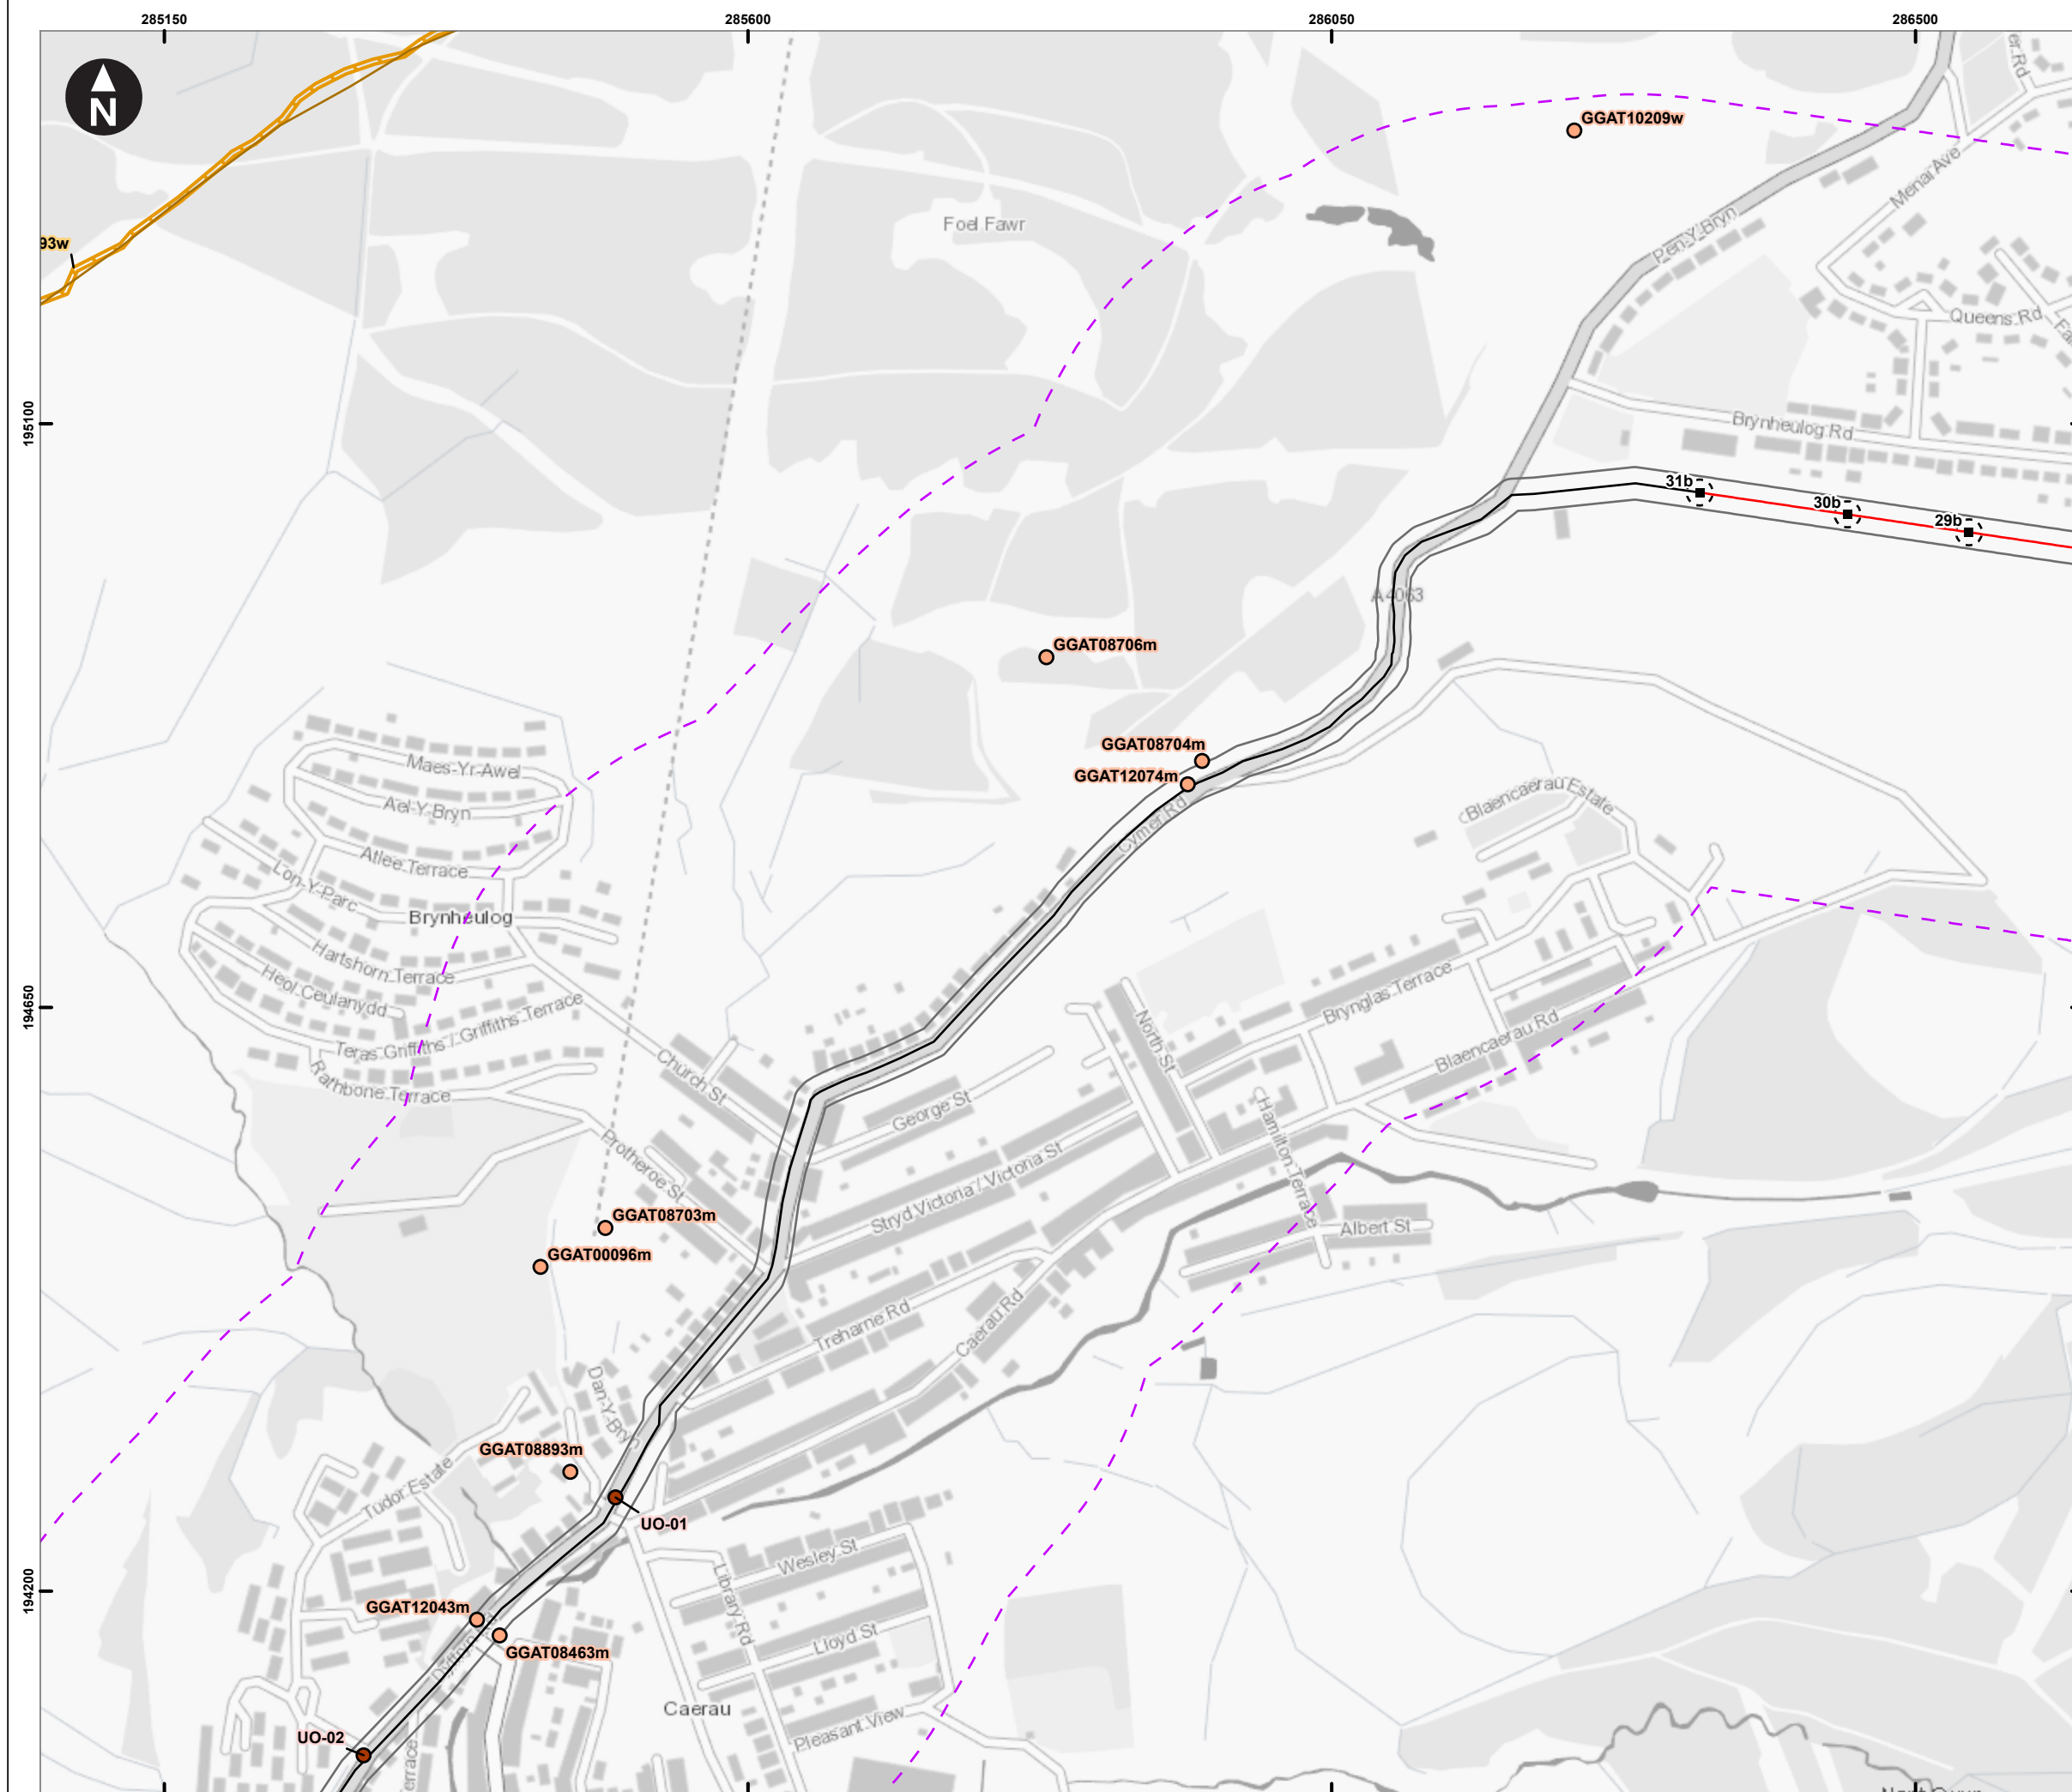 285150
285600
286050
286500
N
er Rd
GGAT10209w
Menai Ave
Foel Fawr
Pen-Y-Bryn
93w
Queens Rd
195100
Brynheulog Rd
31b
30b
29b
A4063
GGAT08706m
GGAT08704m
Maes-Yr-Awel
GGAT12074m
Ael-Y-Bryn
Blaencaerau Estate
Cymer Rd
Atlee Terrace
Lon-Y-Parc
Brynheulog
Hartshorn Terrace
Heol Ceulanydd
Brynglas Terrace
194650
Teras Griffiths / Griffiths Terrace
North St
Blaencaerau Rd
Rathbone Terrace
Church St
George St
Hamilton Terrace
Protheroe St
Stryd Victoria / Victoria St
GGAT08703m
Albert St
GGAT00096m
Treharne Rd
Caerau Rd
Dan-Y-Bryn
GGAT08893m
Tudor Estate
UO-01
Wesley St
194200
Library Rd
GGAT12043m
Lloyd St
GGAT08463m
Caerau
Pleasant View
UO-02
errace